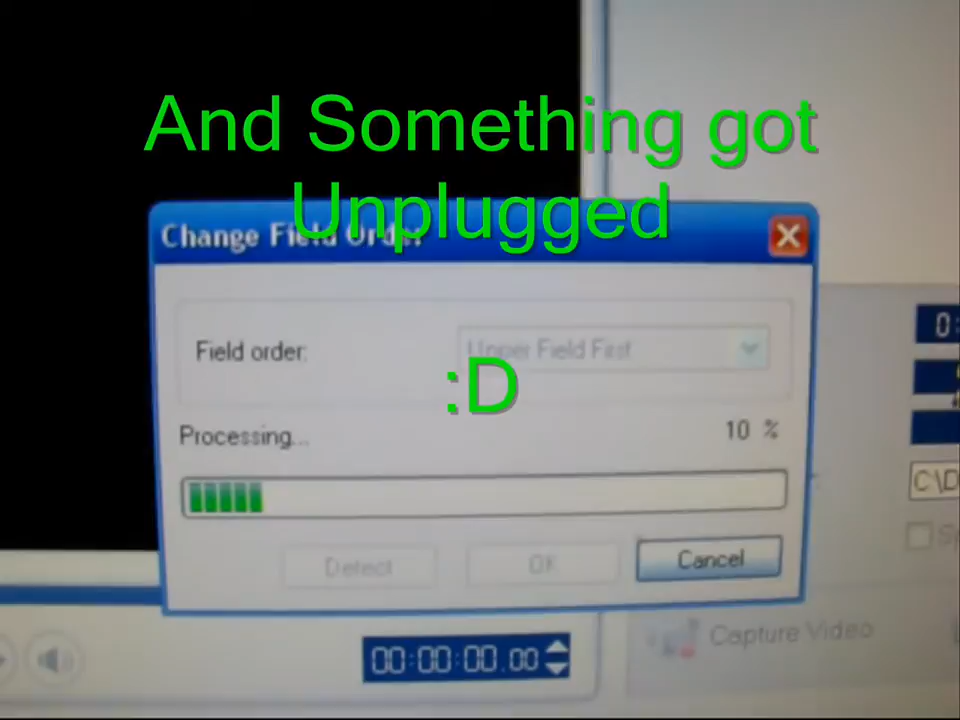 And Something got
Unplugged
Change Field Order
Field order:
Upper Field First
:D
Processing...
10 %
Detect
OK
Cancel
00:00:00.00
Capture Video
0:
C:\D